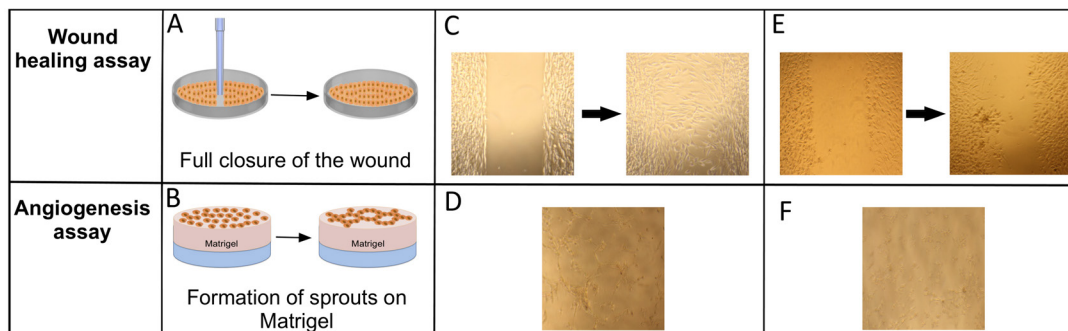 Wound
healing assay
A
Full closure of the wound
C
E
Angiogenesis
assay
B
Matrigel
Matrigel
Formation of sprouts on
Matrigel
D
F